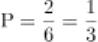 P = 2/6 = 1/3